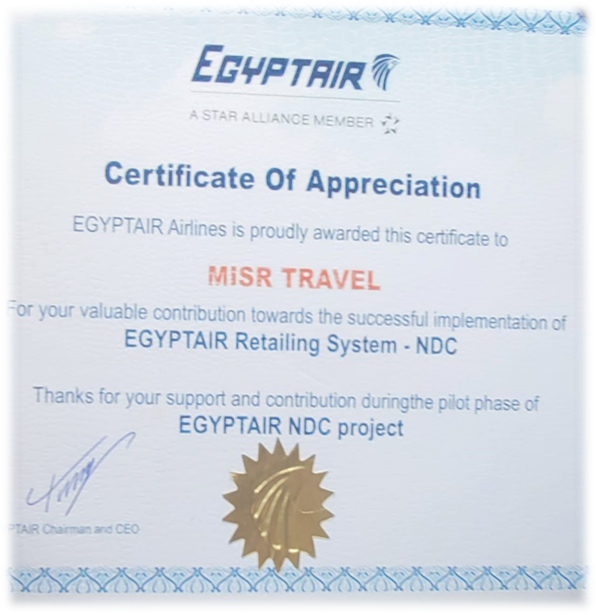 EGYPTAIR
A STAR ALLIANCE MEMBER
Certificate Of Appreciation
EGYPTAIR Airlines is proudly awarded this certificate to
MiSR TRAVEL
For your valuable contribution towards the successful implementation of
EGYPTAIR Retailing System - NDC
Thanks for your support and contribution duringthe pilot phase of
EGYPTAIR NDC project
PTAIR Chairman and CEO